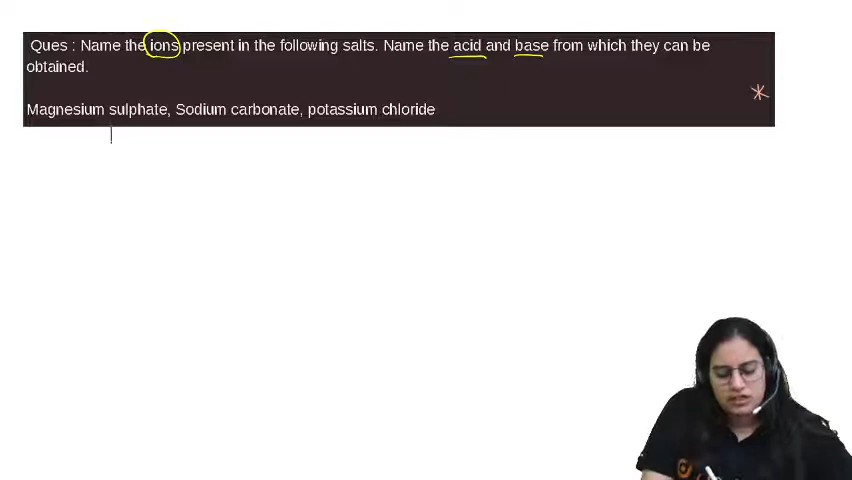 Ques : Name the ions present in the following salts. Name the acid and base from which they can be
obtained.
Magnesium sulphate, Sodium carbonate, potassium chloride